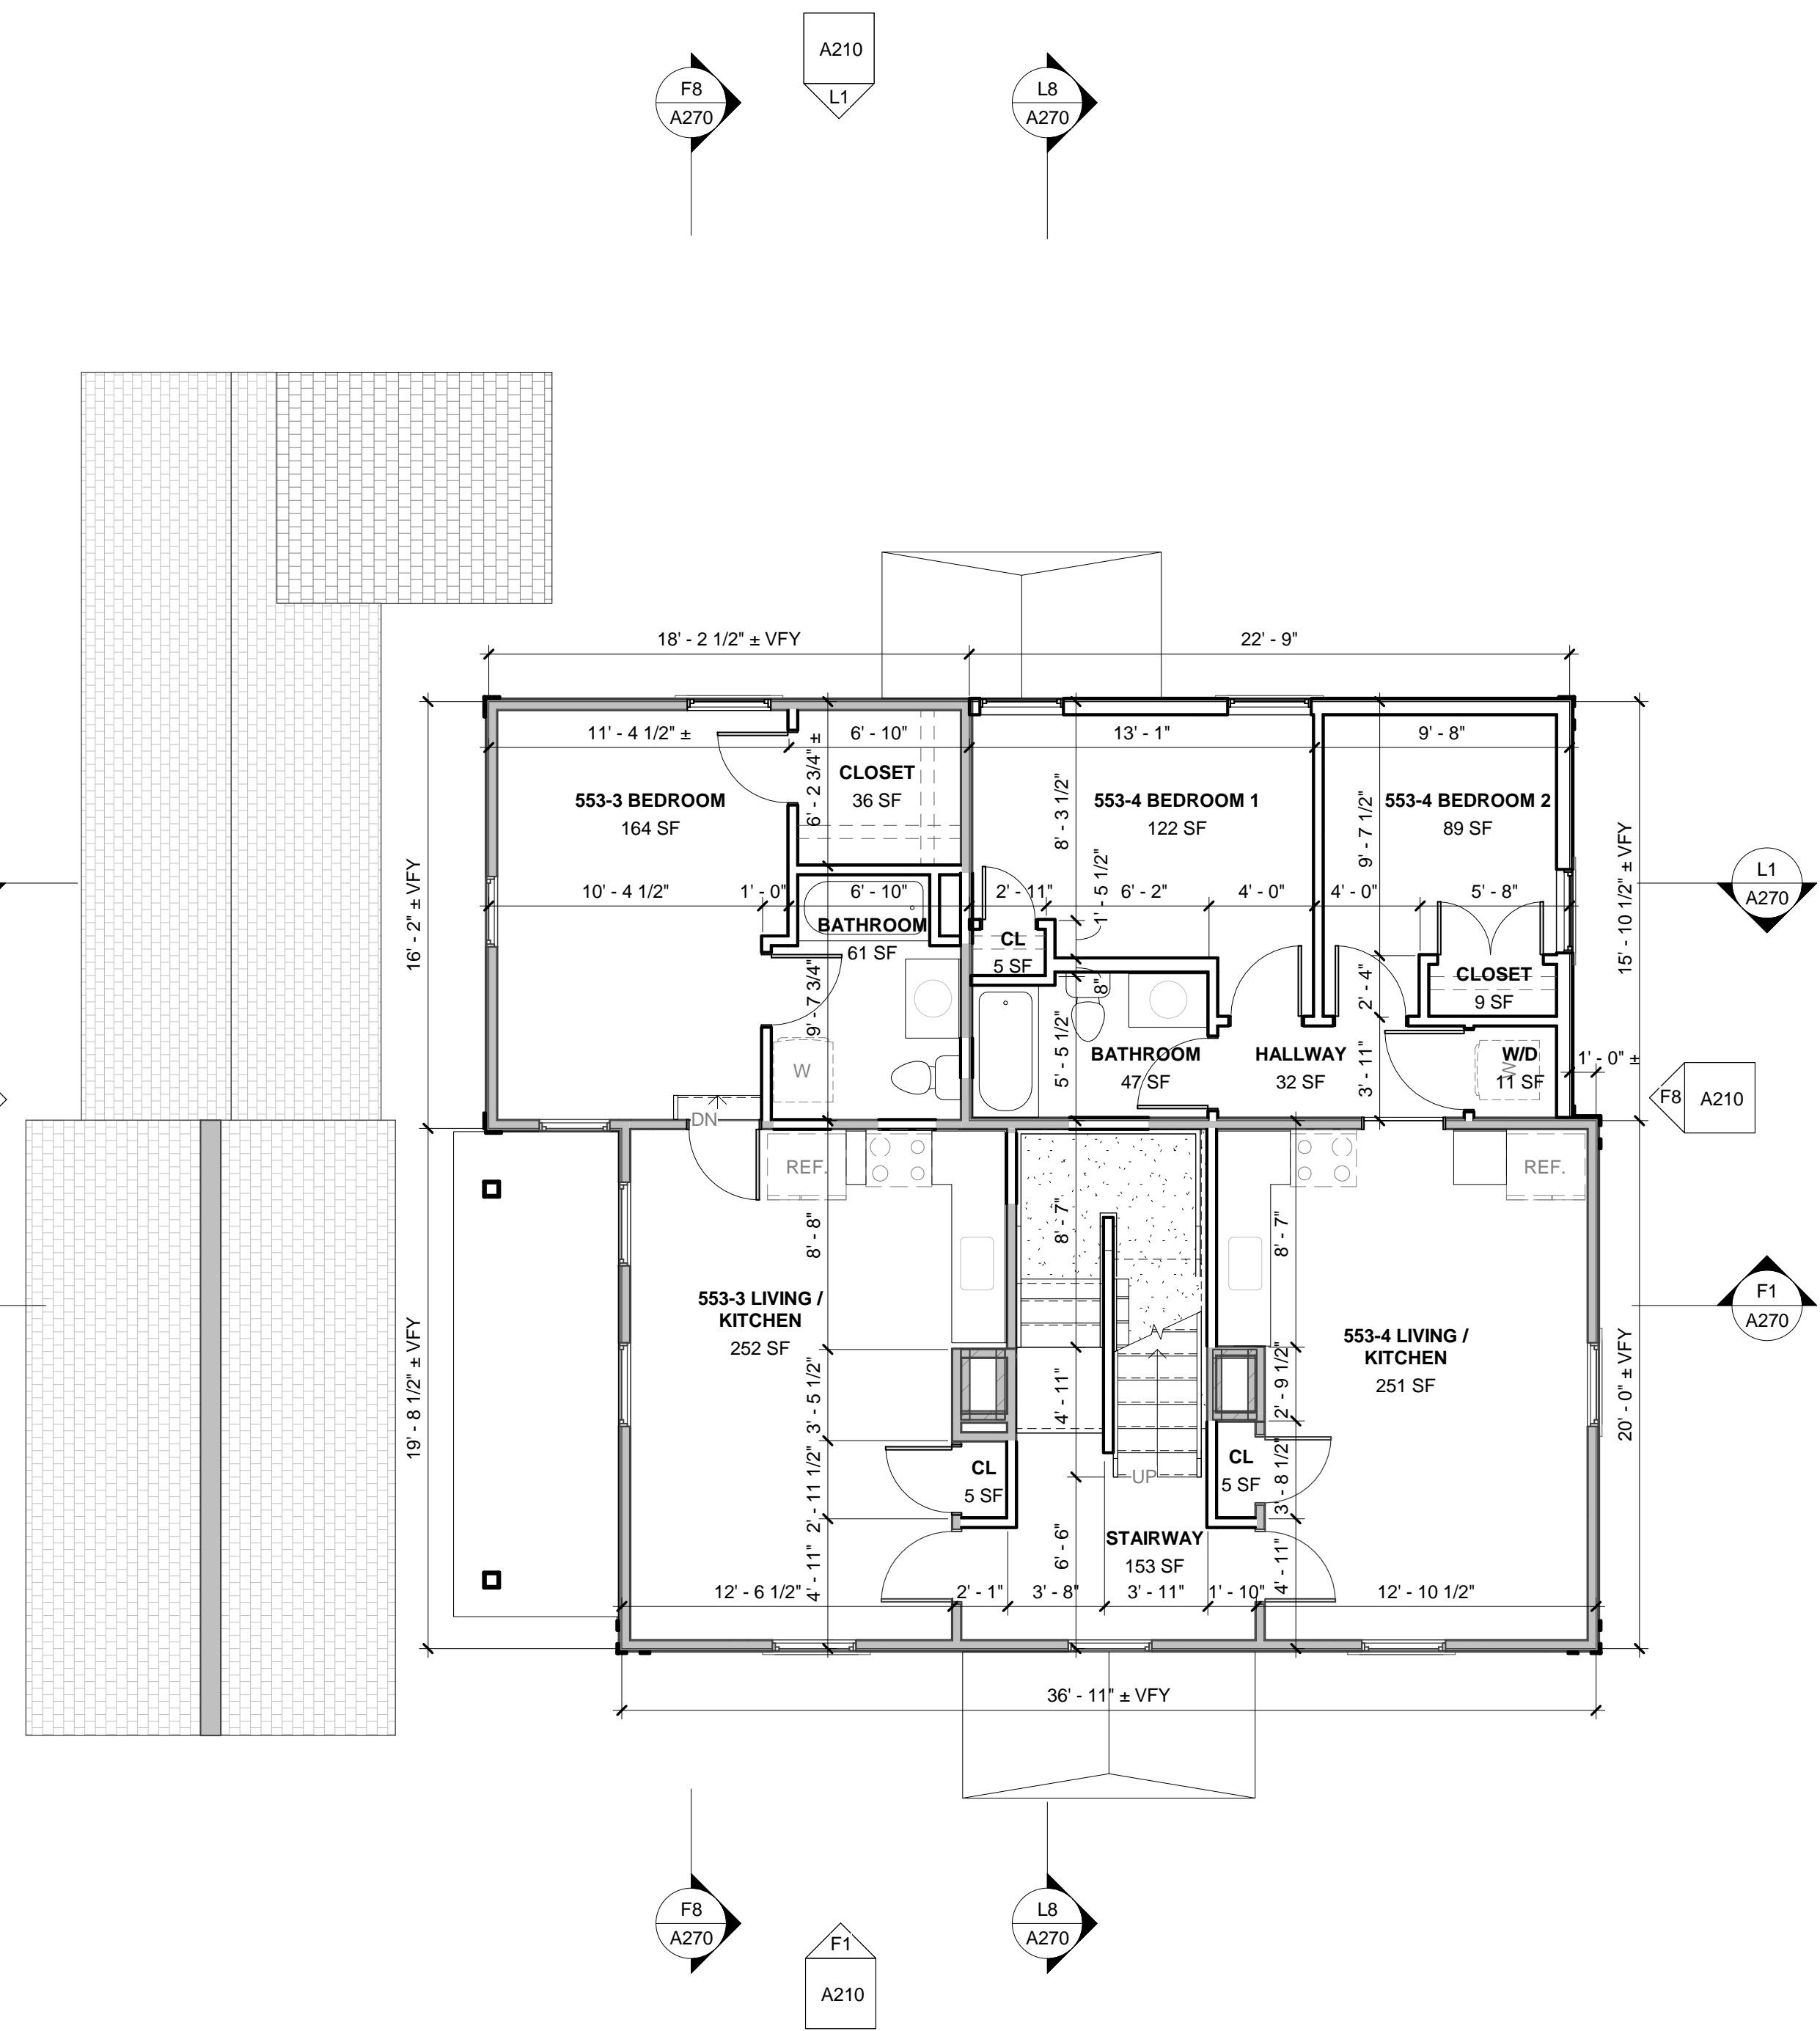 A210
L1
F8
A270
L8
A270
18' - 2 1/2" ± VFY
22' - 9"
11' - 4 1/2" ±
6' - 10"
13' - 1"
9' - 8"
6' - 2 3/4" ±
CLOSET
36 SF
553-3 BEDROOM
164 SF
8' - 3 1/2"
553-4 BEDROOM 1
122 SF
9' - 7 1/2"
553-4 BEDROOM 2
89 SF
16' - 2" ± VFY
15' - 10 1/2" ± VFY
L1
A270
10' - 4 1/2"
1' - 0"
6' - 10"
2' - 11"
1' - 5 1/2"
6' - 2"
4' - 0"
4' - 0"
5' - 8"
BATHROOM
61 SF
CL
5 SF
CLOSET
9 SF
9' - 7 3/4"
8"
2' - 4"
5' - 5 1/2"
BATHROOM
47 SF
HALLWAY
32 SF
3' - 11"
W/D
11 SF
W
W
1' - 0" ±
F8
A210
DN
REF.
REF.
8' - 8"
8' - 7"
8' - 7"
553-3 LIVING /
KITCHEN
252 SF
553-4 LIVING /
KITCHEN
251 SF
F1
A270
19' - 8 1/2" ± VFY
20' - 0" ± VFY
3' - 5 1/2"
4' - 11"
2' - 9 1/2"
2' - 11 1/2"
CL
5 SF
UP
CL
5 SF
3' - 8 1/2"
4' - 11"
6' - 6"
STAIRWAY
153 SF
4' - 11"
12' - 6 1/2"
2' - 1"
3' - 8"
3' - 11"
1' - 10"
12' - 10 1/2"
36' - 11" ± VFY
F8
A270
F1
A210
L8
A270